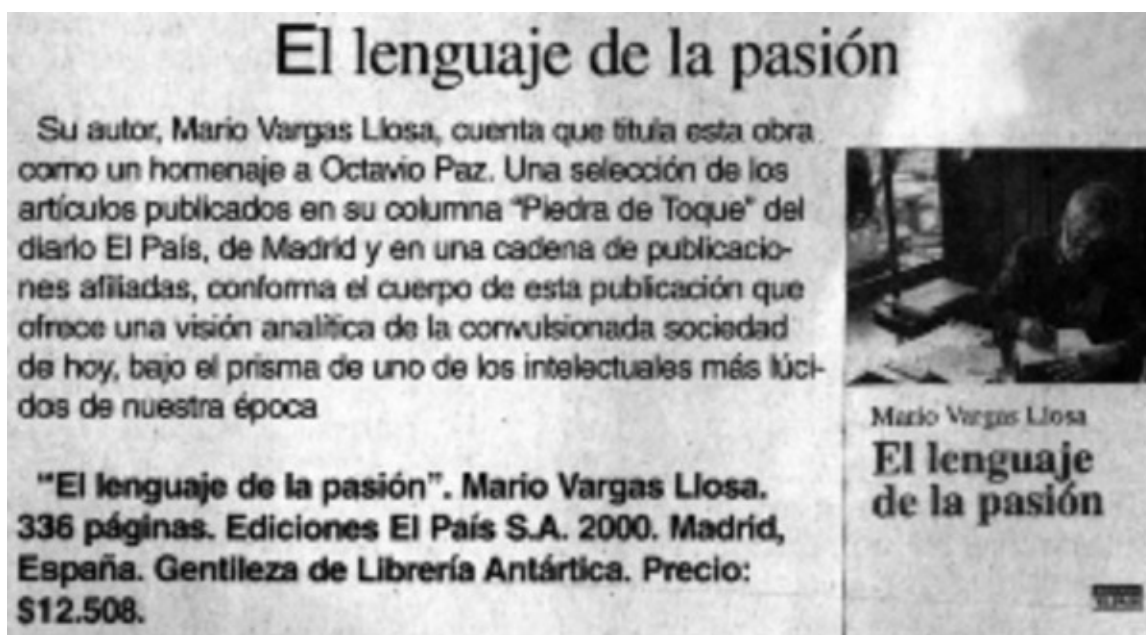 El lenguaje de la pasión
Su autor, Mario Vargas Llosa, cuenta que titula esta obra
como un homenaje a Octavio Paz. Una selección de los
artículos publicados en su columna “Piedra de Toque” del
diario El País, de Madrid y en una cadena de publicacio-
nes afiliadas, conforma el cuerpo de esta publicación que
ofrece una visión analítica de la convulsionada sociedad
de hoy, bajo el prisma de uno de los intelectuales más lúci-
dos de nuestra época
“El lenguaje de la pasión”. Mario Vargas Llosa.
336 páginas. Ediciones El País S.A. 2000. Madrid,
España. Gentileza de Librería Antártica. Precio:
$12.508.
Mario Vargas Llosa
El lenguaje
de la pasión